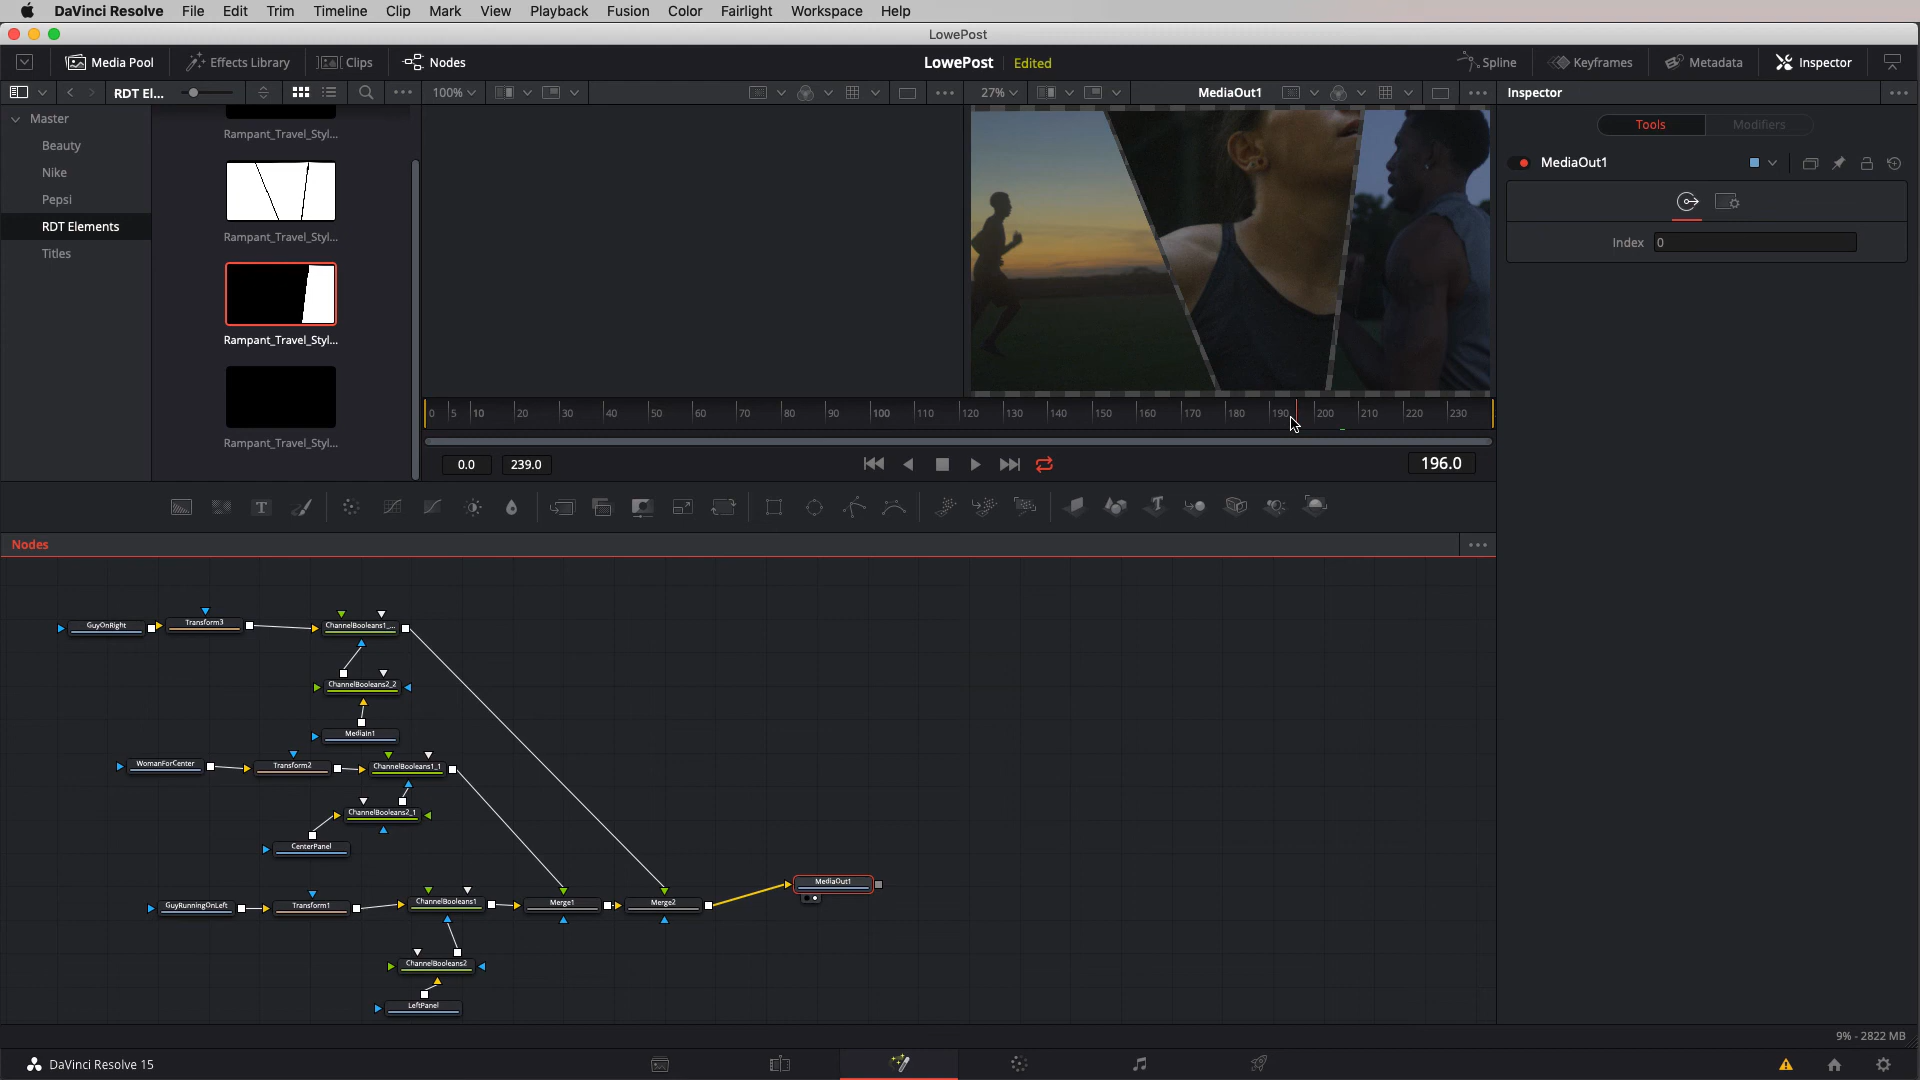 DaVinci Resolve File Edit Trim Timeline Clip Mark View Playback Fusion Color Fairlight Workspace Help
LowePost
Media Pool Effects Library Clips Nodes LowePost Edited Spline Keyframes Metadata Inspector
RDT El... 100% 27% MediaOut1 Inspector
Master
Beauty
Nike
Pepsi
RDT Elements
Titles
Rampant_Travel_Styl...
Rampant_Travel_Styl...
Rampant_Travel_Styl...
Rampant_Travel_Styl...
Tools Modifiers
MediaOut1
Index 0
0 5 10 20 30 40 50 60 70 80 90 100 110 120 130 140 150 160 170 180 190 200 210 220 230
0.0 239.0 196.0
Nodes
GuyOnRight Transform3 ChannelBooleans1_...
ChannelBooleans2_2
MediaIn1
WomanForCenter Transform2 ChannelBooleans1_1
ChannelBooleans2_1
CenterPanel
MediaOut1
GuyRunningOnLeft Transform1 ChannelBooleans1 Merge1 Merge2
ChannelBooleans2
LeftPanel
9% - 2822 MB
DaVinci Resolve 15